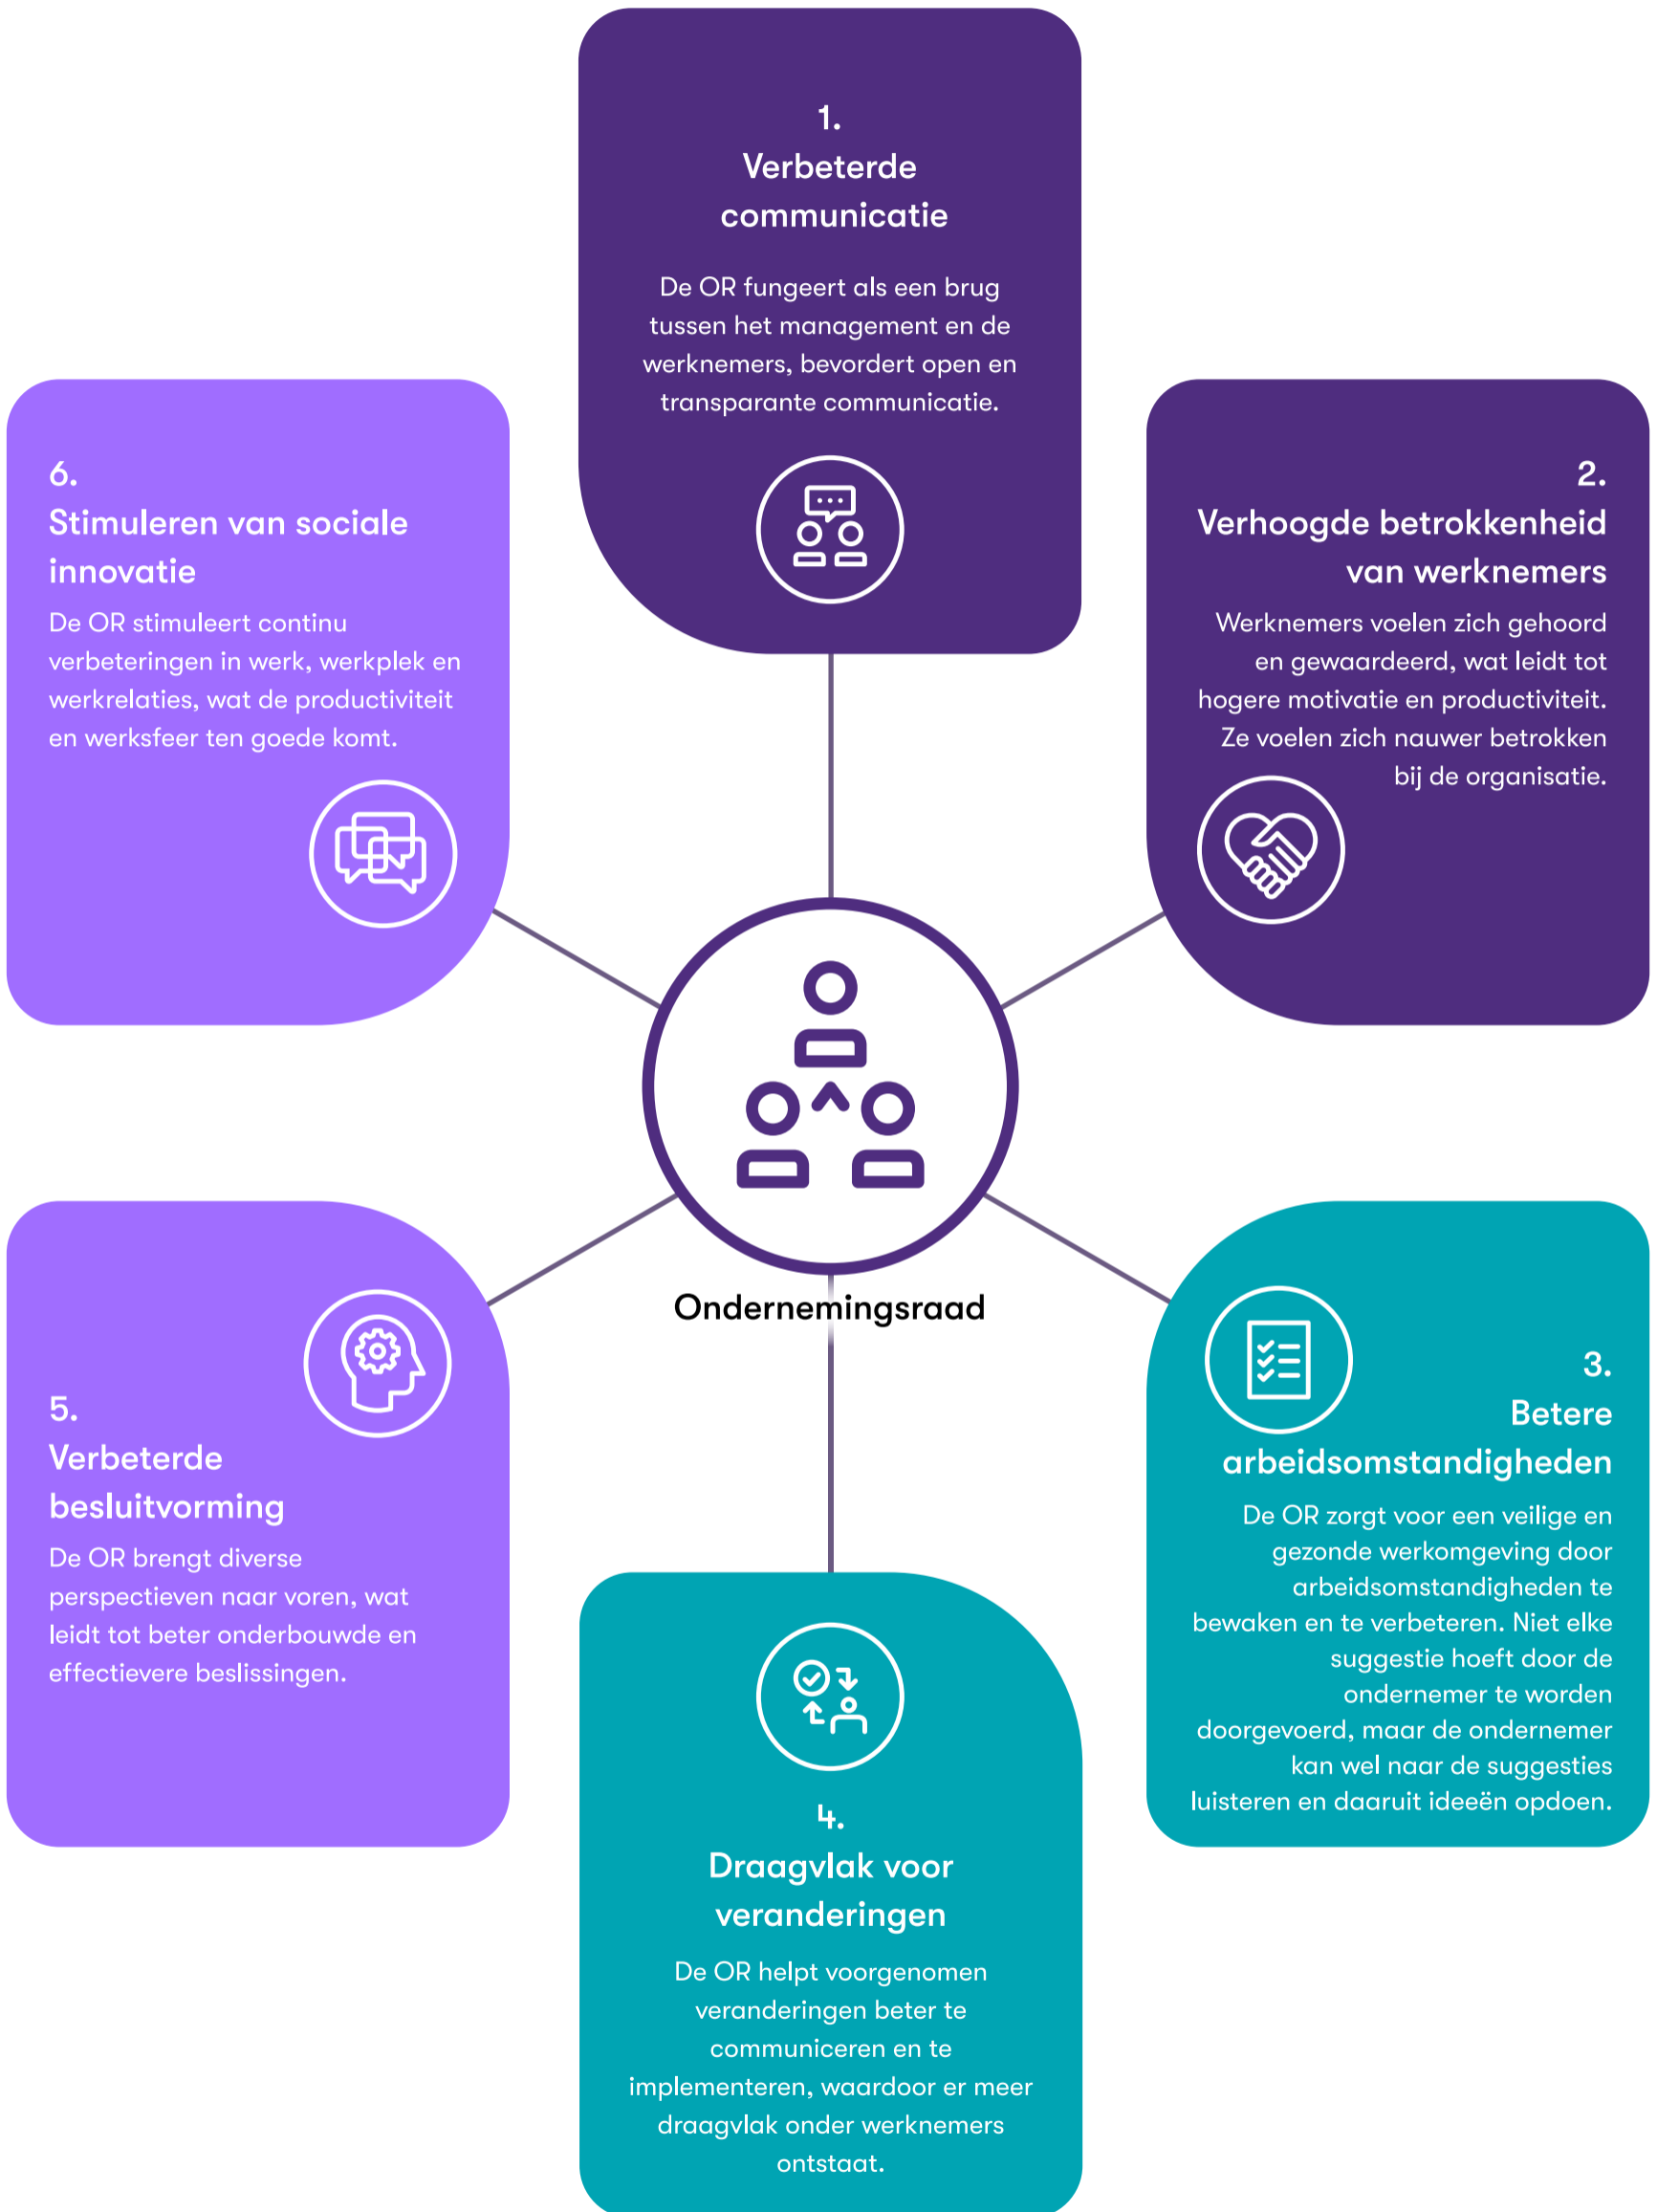 1.
Verbeterde
communicatie
De OR fungeert als een brug
tussen het management en de
werknemers, bevordert open en
transparante communicatie.
2.
Verhoogde betrokkenheid
van werknemers
Werknemers voelen zich gehoord
en gewaardeerd, wat leidt tot
hogere motivatie en productiviteit.
Ze voelen zich nauwer betrokken
bij de organisatie.
Ondernemingsraad
3.
Betere
arbeidsomstandigheden
De OR zorgt voor een veilige en
gezonde werkomgeving door
arbeidsomstandigheden te
bewaken en te verbeteren. Niet elke
suggestie hoeft door de
ondernemer te worden
doorgevoerd, maar de ondernemer
kan wel naar de suggesties
luisteren en daaruit ideeën opdoen.
4.
Draagvlak voor
veranderingen
De OR helpt voorgenomen
veranderingen beter te
communiceren en te
implementeren, waardoor er meer
draagvlak onder werknemers
ontstaat.
5.
Verbeterde
besluitvorming
De OR brengt diverse
perspectieven naar voren, wat
leidt tot beter onderbouwde en
effectievere beslissingen.
6.
Stimuleren van sociale
innovatie
De OR stimuleert continu
verbeteringen in werk, werkplek en
werkrelaties, wat de productiviteit
en werksfeer ten goede komt.